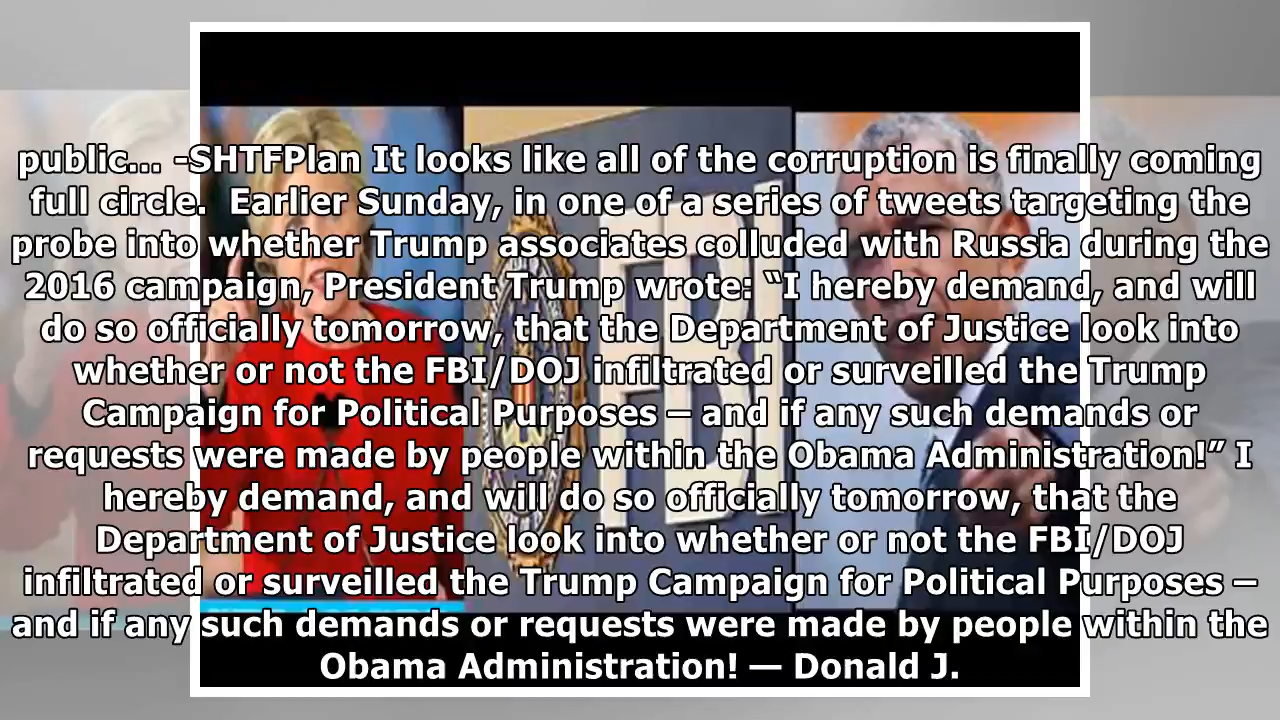 public... -SHTFPlan It looks like all of the corruption is finally coming
full circle.  Earlier Sunday, in one of a series of tweets targeting the
probe into whether Trump associates colluded with Russia during the
2016 campaign, President Trump wrote: “I hereby demand, and will
do so officially tomorrow, that the Department of Justice look into
whether or not the FBI/DOJ infiltrated or surveilled the Trump
Campaign for Political Purposes – and if any such demands or
requests were made by people within the Obama Administration!” I
hereby demand, and will do so officially tomorrow, that the
Department of Justice look into whether or not the FBI/DOJ
infiltrated or surveilled the Trump Campaign for Political Purposes –
and if any such demands or requests were made by people within the
Obama Administration! — Donald J.
FBI